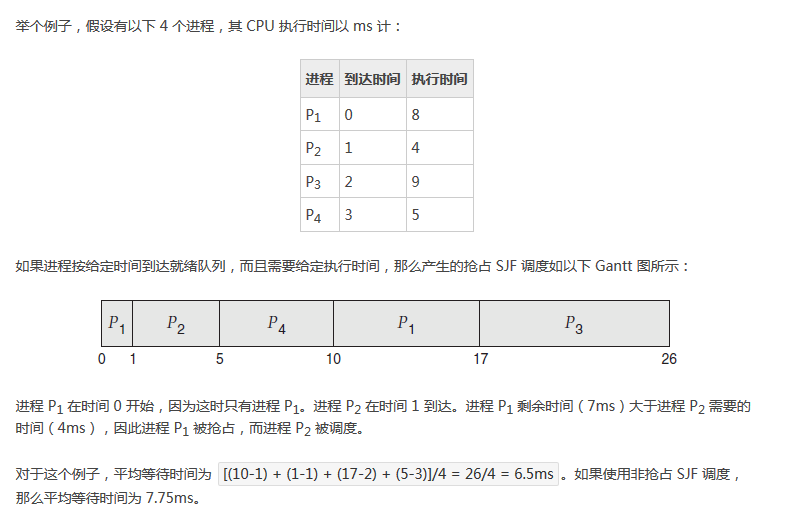 举个例子，假设有以下 4 个进程，其 CPU 执行时间以 ms 计：
进程 到达时间 执行时间
P1 0 8
P2 1 4
P3 2 9
P4 3 5
如果进程按给定时间到达就绪队列，而且需要给定执行时间，那么产生的抢占 SJF 调度如以下 Gantt 图所示：
P1 P2 P4 P1 P3
0 1 5 10 17 26
进程 P1 在时间 0 开始，因为这时只有进程 P1。进程 P2 在时间 1 到达。进程 P1 剩余时间（7ms）大于进程 P2 需要的
时间（4ms），因此进程 P1 被抢占，而进程 P2 被调度。
对于这个例子，平均等待时间为 [(10-1) + (1-1) + (17-2) + (5-3)]/4 = 26/4 = 6.5ms 。如果使用非抢占 SJF 调度，
那么平均等待时间为 7.75ms。